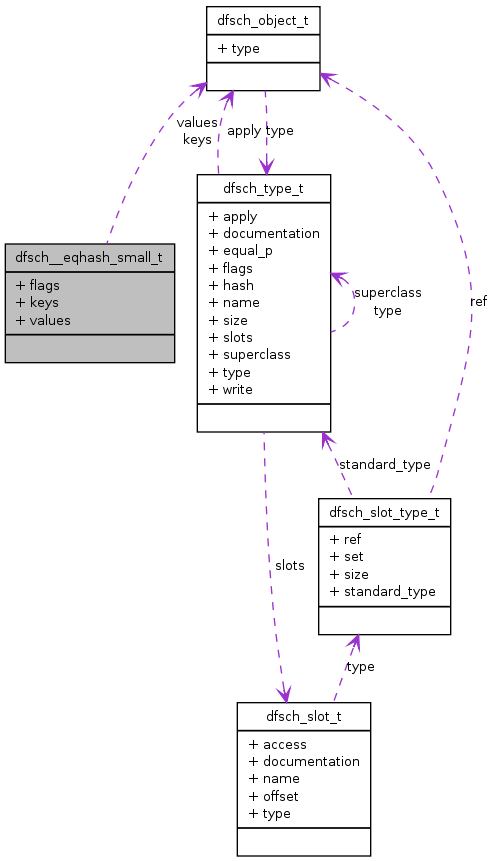 dfsch_object_t
+ type
values
keys
apply
type
dfsch_type_t
+ apply
+ documentation
+ equal_p
+ flags
+ hash
+ name
+ size
+ slots
+ superclass
+ type
+ write
dfsch__eqhash_small_t
+ flags
+ keys
+ values
superclass
type
ref
standard_type
dfsch_slot_type_t
+ ref
+ set
+ size
+ standard_type
slots
type
dfsch_slot_t
+ access
+ documentation
+ name
+ offset
+ type